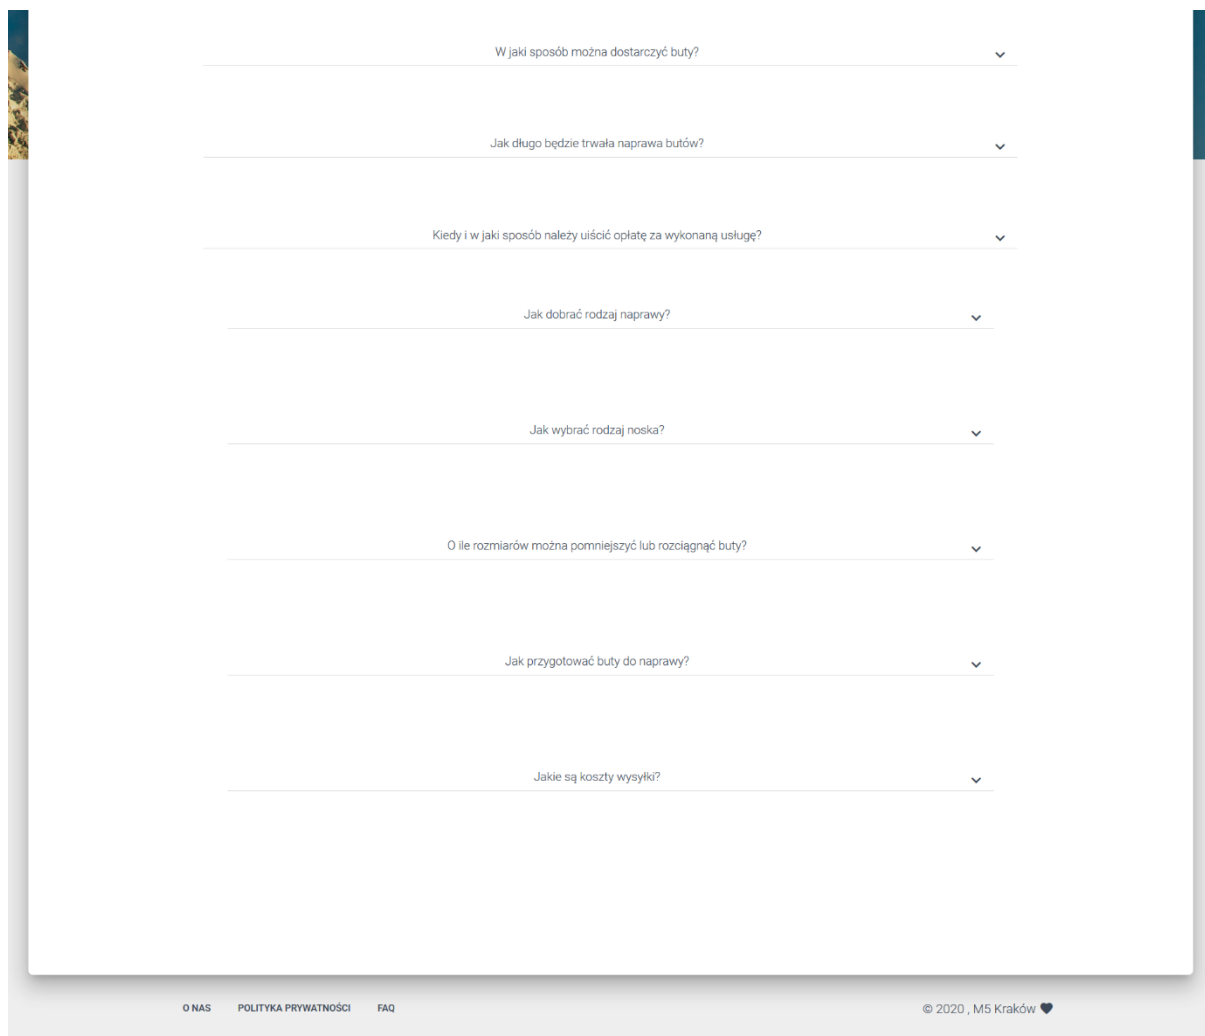 W jaki sposób można dostarczyć buty?
Jak długo będzie trwała naprawa butów?
Kiedy i w jaki sposób należy uiścić opłatę za wykonaną usługę?
Jak dobrać rodzaj naprawy?
Jak wybrać rodzaj noska?
O ile rozmiarów można pomniejszyć lub rozciągnąć buty?
Jak przygotować buty do naprawy?
Jakie są koszty wysyłki?
O NAS POLITYKA PRYWATNOŚCI FAQ © 2020 , M5 Kraków